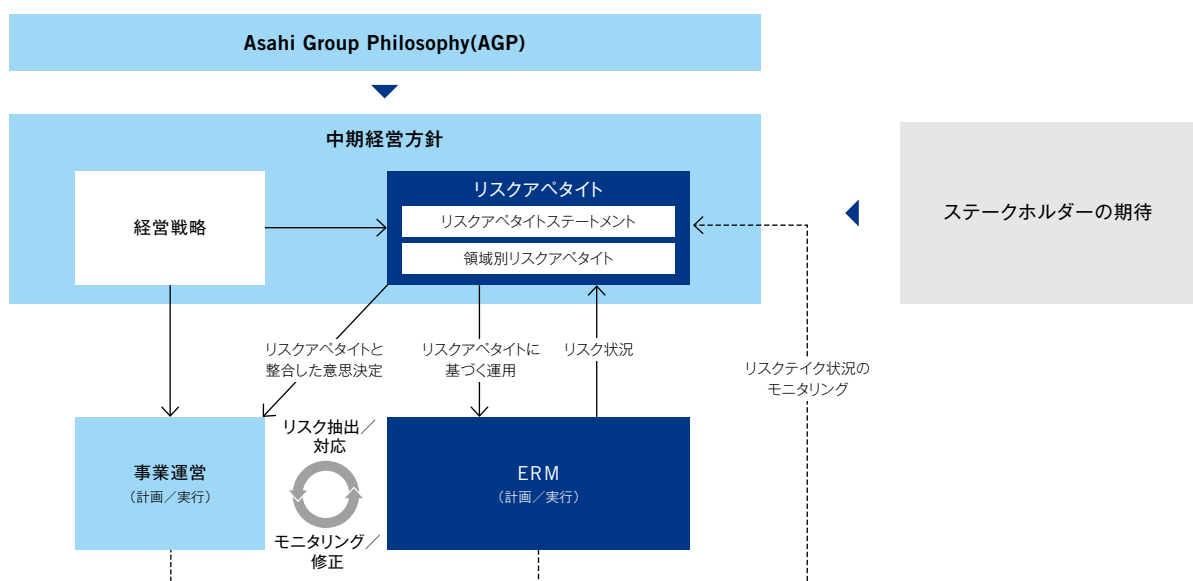 Asahi Group Philosophy(AGP)
中期経営方針
経営戦略
リスクアペタイト
リスクアペタイトステートメント
領域別リスクアペタイト
ステークホルダーの期待
リスクアペタイトと
整合した意思決定
リスクアペタイトに
基づく運用
リスク状況
リスクテイク状況の
モニタリング
事業運営
（計画／実行）
リスク抽出／
対応
モニタリング／
修正
ERM
（計画／実行）